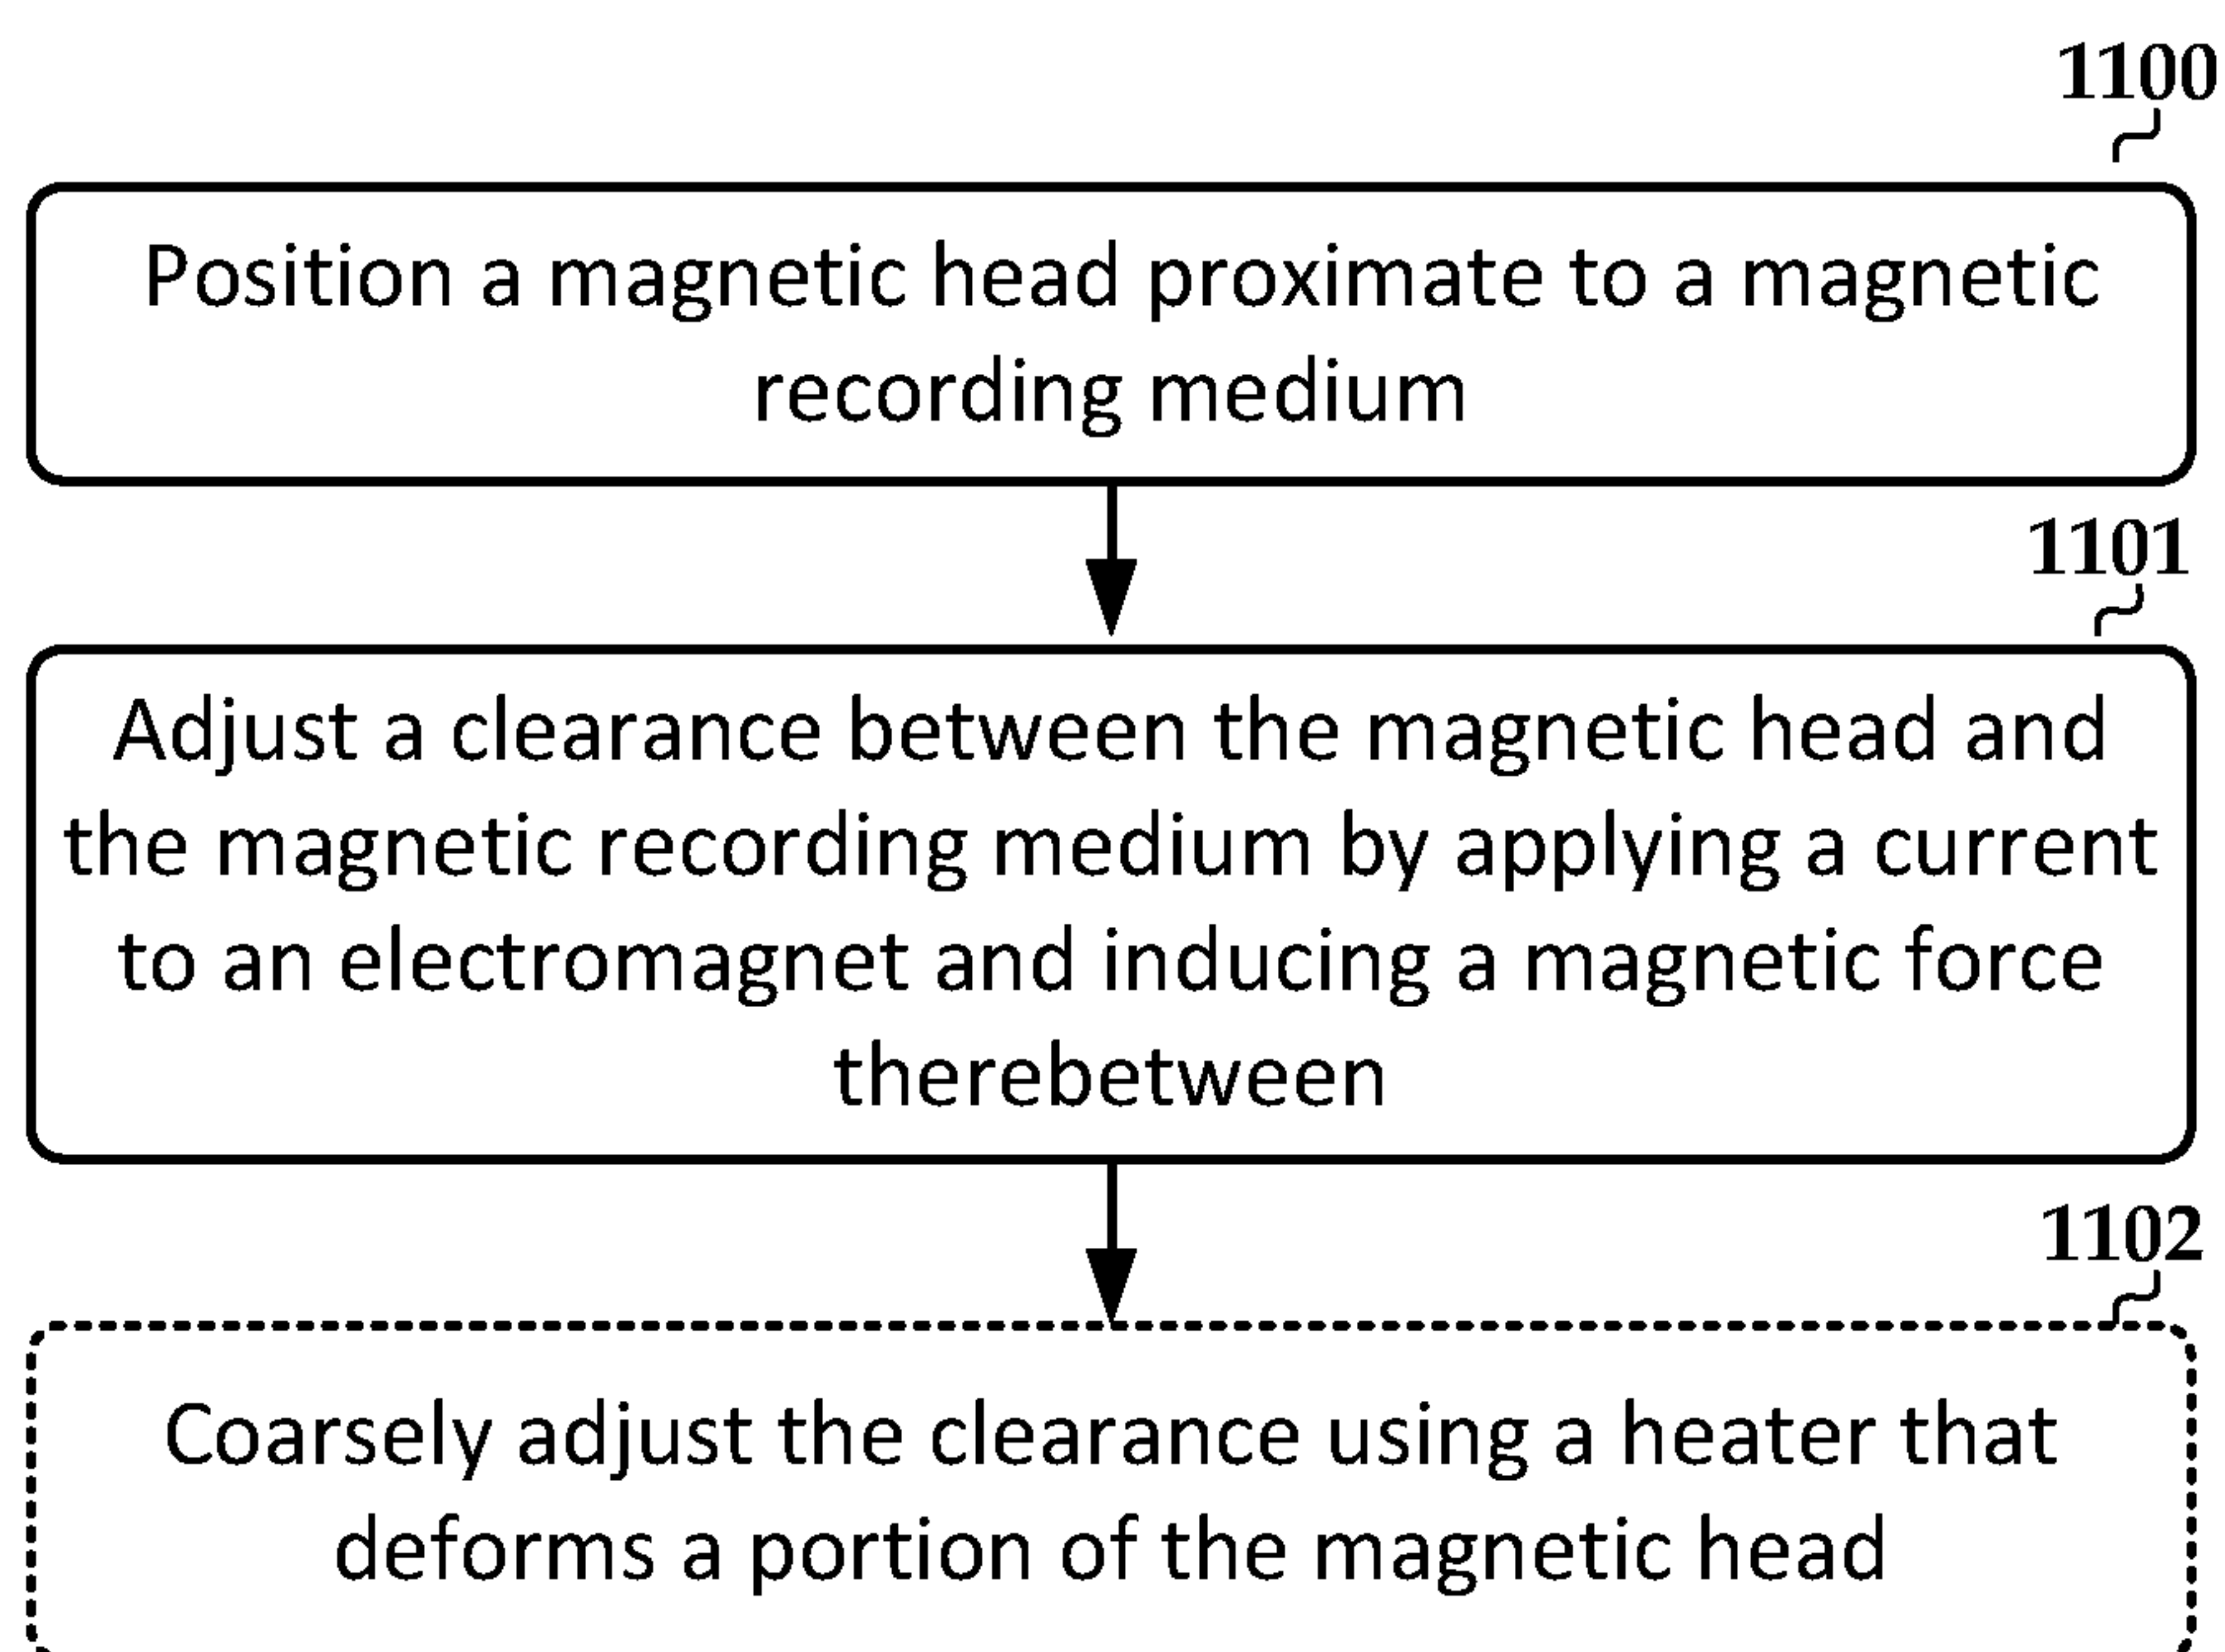 1100
Position a magnetic head proximate to a magnetic
recording medium
1101
Adjust a clearance between the magnetic head and
the magnetic recording medium by applying a current
to an electromagnet and inducing a magnetic force
therebetween
1102
Coarsely adjust the clearance using a heater that
deforms a portion of the magnetic head